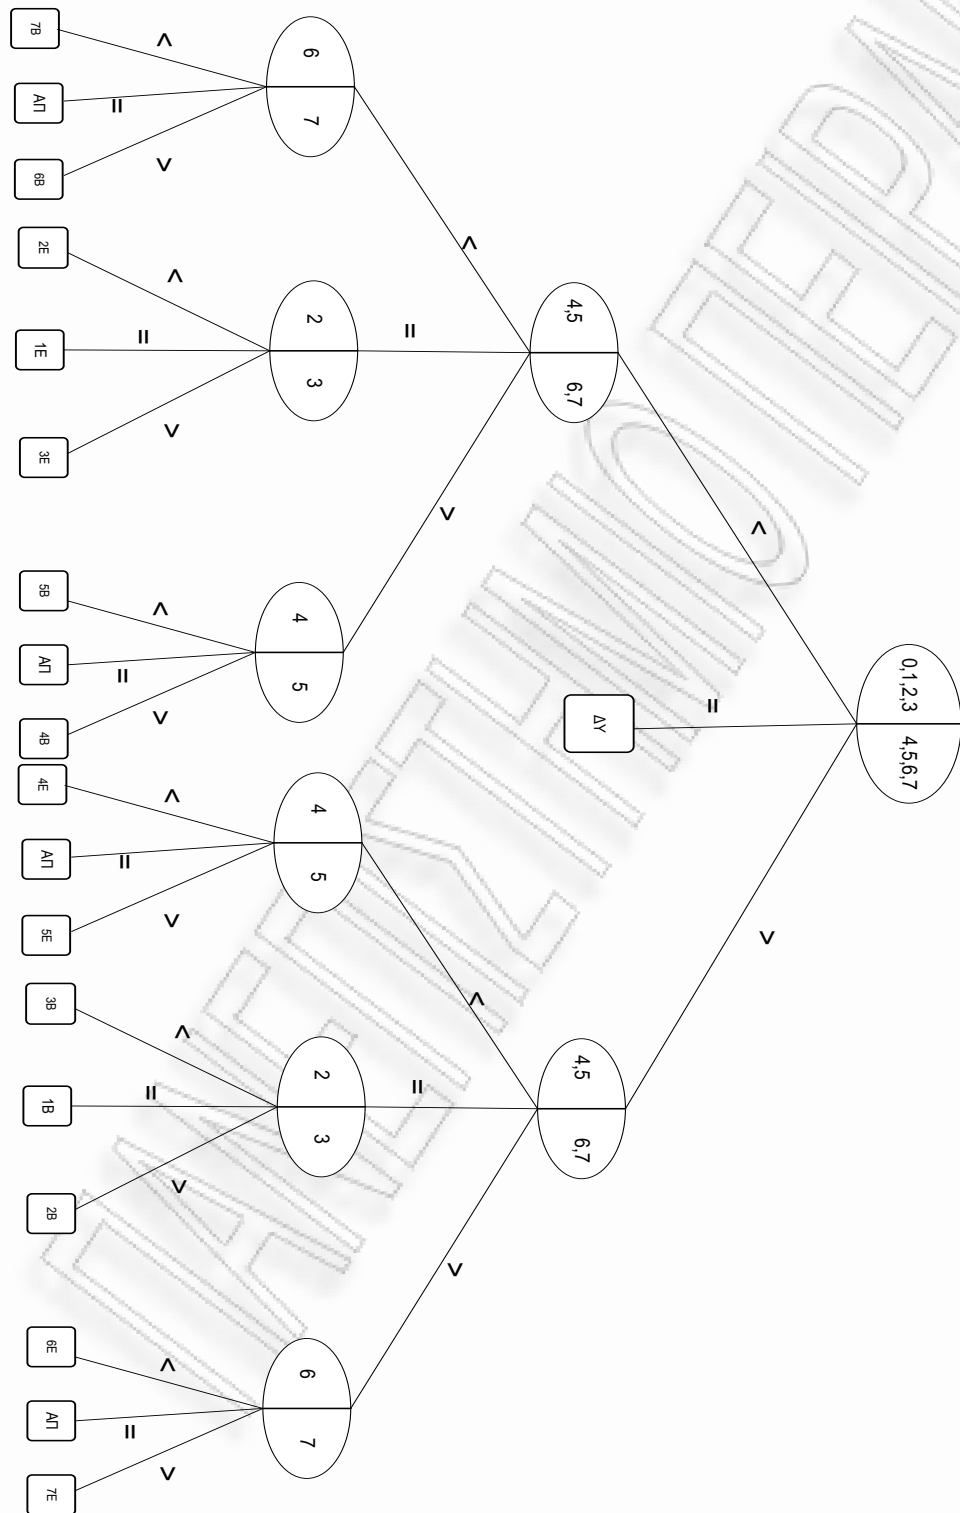 0,1,2,3 4,5,6,7
< = >
ΔΥ
4,5 6,7
4,5 6,7
< = >
< = >
6 7
2 3
4 5
4 5
2 3
6 7
< = >
< = >
< = >
< = >
< = >
< = >
7Β
ΑΠ
6Β
2Ε
1Ε
3Ε
5Β
ΑΠ
4Β
4Ε
ΑΠ
5Ε
3Β
1Β
2Β
6Ε
ΑΠ
7Ε
ΠΑΝΕΠΙΣΤΗΜΙΟ ΠΕΙΡΑ